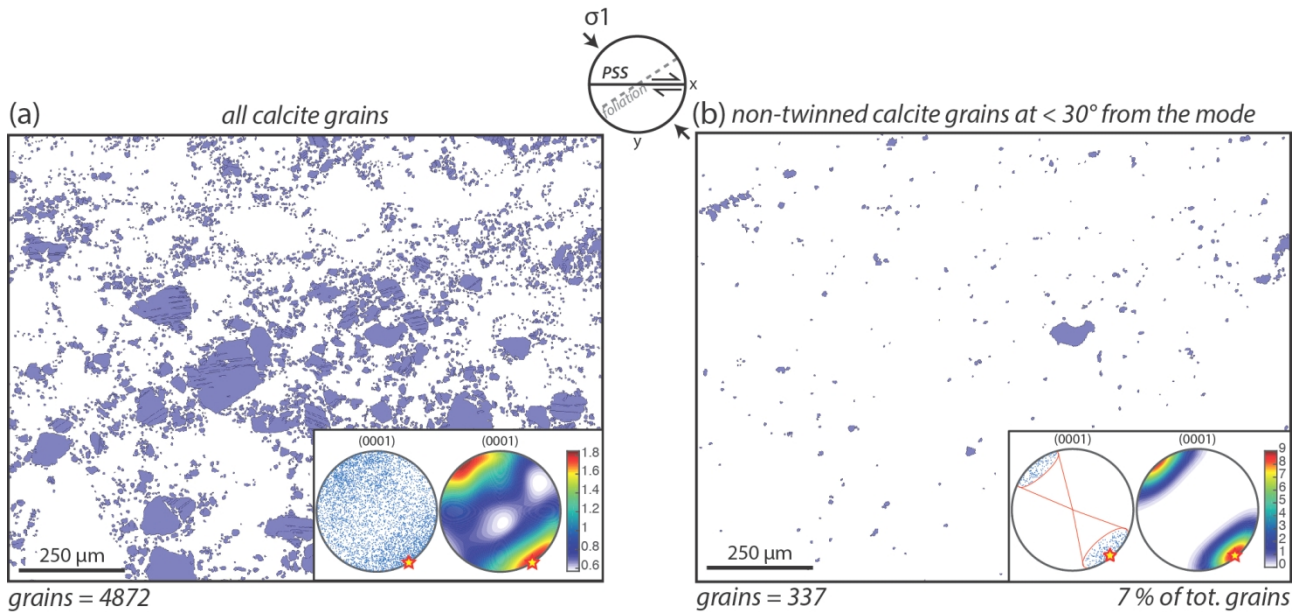 σ1
PSS
foliation
x
y
(a)
all calcite grains
(0001)
(0001)
1.8
1.6
1.4
1.2
1
0.8
0.6
250 µm
grains = 4872
(b)
non-twinned calcite grains at < 30° from the mode
(0001)
(0001)
9
8
7
6
5
4
3
2
1
0
250 µm
grains = 337
7 % of tot. grains